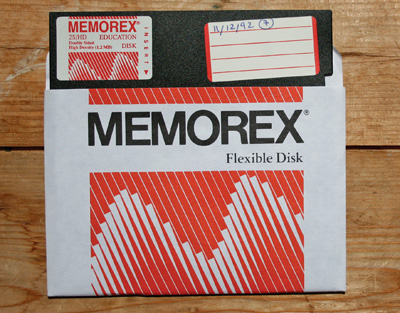 MEMOREX
2S/HD EDUCATION
Double Sided
High Density (1.2 MB) DISK
INSERT
11/12/92 7
MEMOREX®
Flexible Disk